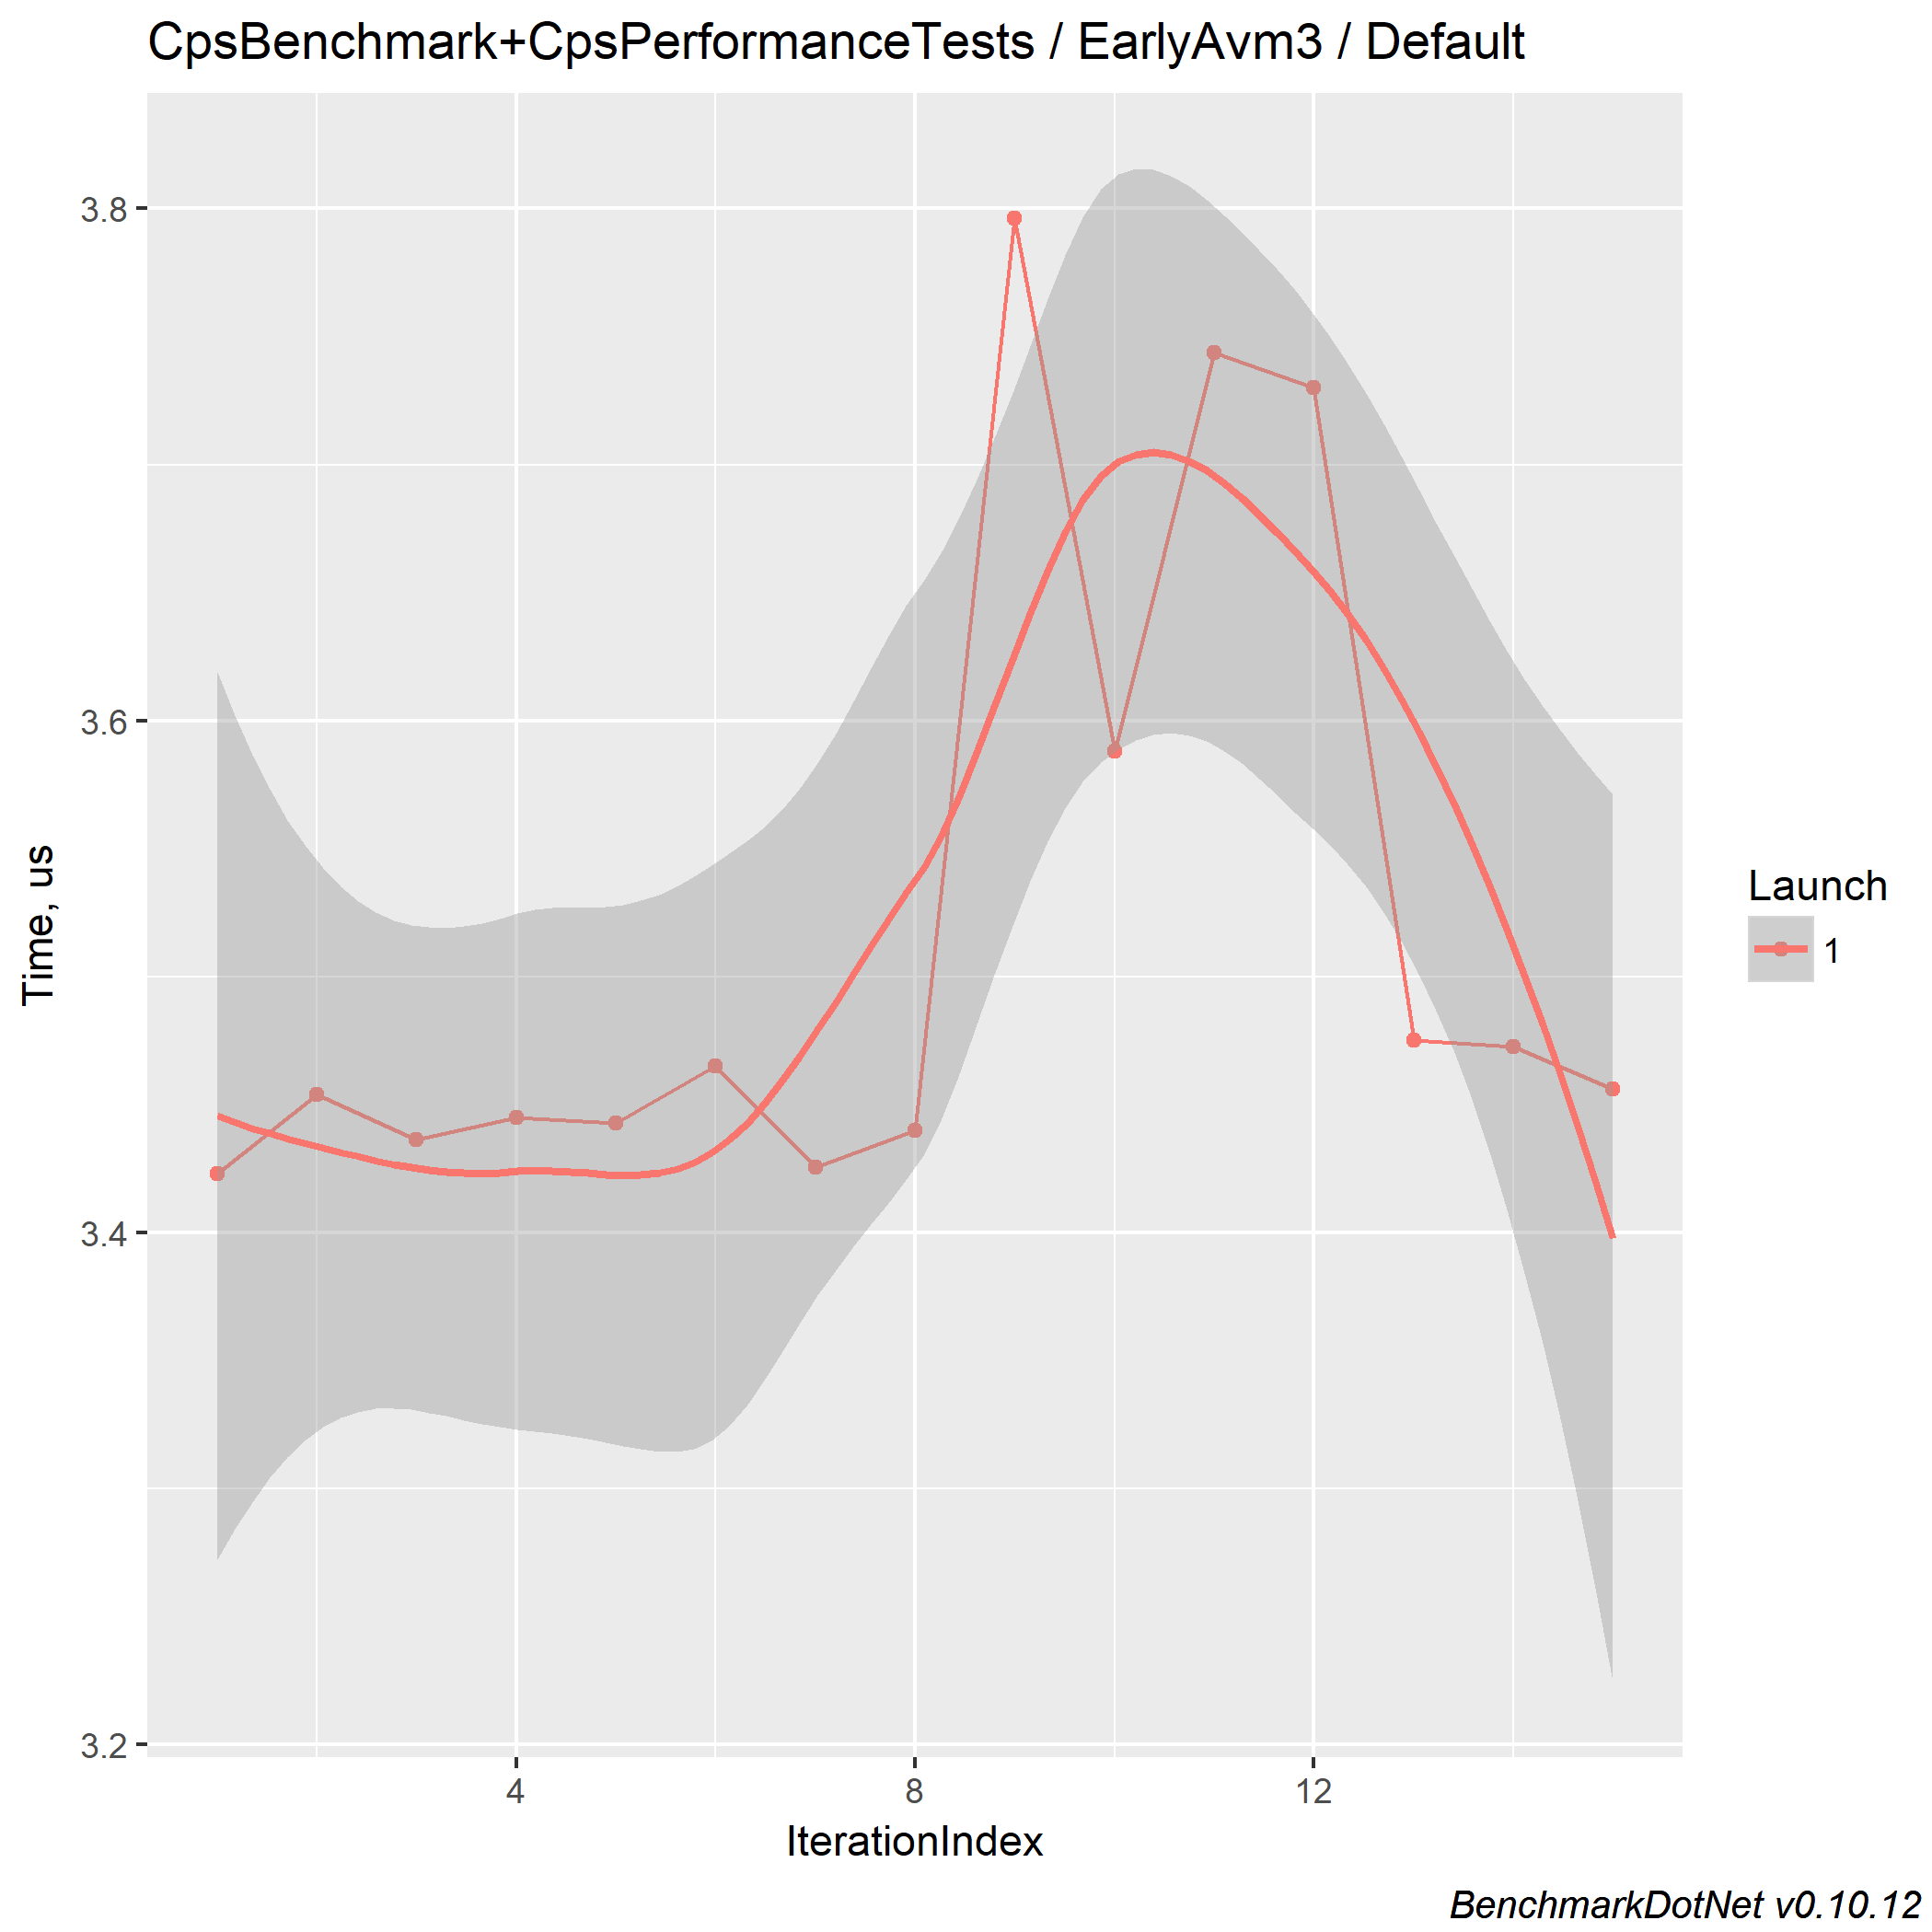 CpsBenchmark+CpsPerformanceTests / EarlyAvm3 / Default
3.8
3.6
3.4
3.2
Time, us
4 8 12
IterationIndex
Launch
1
BenchmarkDotNet v0.10.12